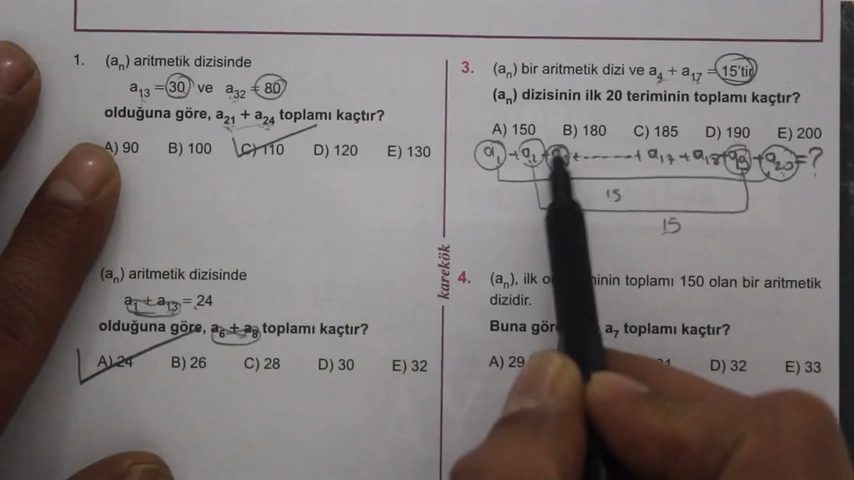 1. (aₙ) aritmetik dizisinde
a₁₃ = 30 ve a₃₂ = 80
olduğuna göre, a₂₁ + a₂₄ toplamı kaçtır?
A) 90 B) 100 C) 110 D) 120 E) 130
(aₙ) aritmetik dizisinde
a₁ + a₁₃ = 24
olduğuna göre, a₆ + a₈ toplamı kaçtır?
A) 24 B) 26 C) 28 D) 30 E) 32
karekök
3. (aₙ) bir aritmetik dizi ve a₄ + a₁₇ = 15'tir
(aₙ) dizisinin ilk 20 teriminin toplamı kaçtır?
A) 150 B) 180 C) 185 D) 190 E) 200
a₁ + a₂ + + ------- + a₁₇ + a₁₈ + a₁₉ + a₂₀ = ?
15
15
4. (aₙ), ilk toplamı 150 olan bir aritmetik
dizidir.
Buna a₇ toplamı kaçtır?
A) 29 D) 32 E) 33